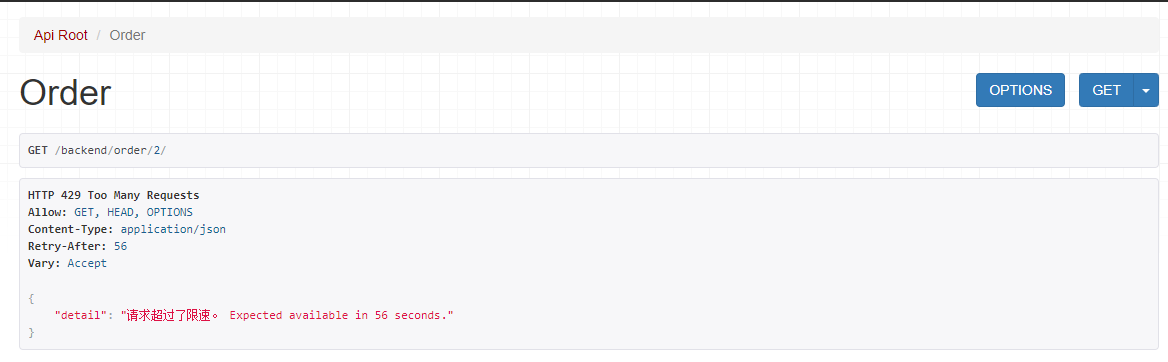 Api Root / Order
Order
OPTIONS
GET
GET /backend/order/2/
HTTP 429 Too Many Requests
Allow: GET, HEAD, OPTIONS
Content-Type: application/json
Retry-After: 56
Vary: Accept
{
"detail": "请求超过了限速。 Expected available in 56 seconds."
}